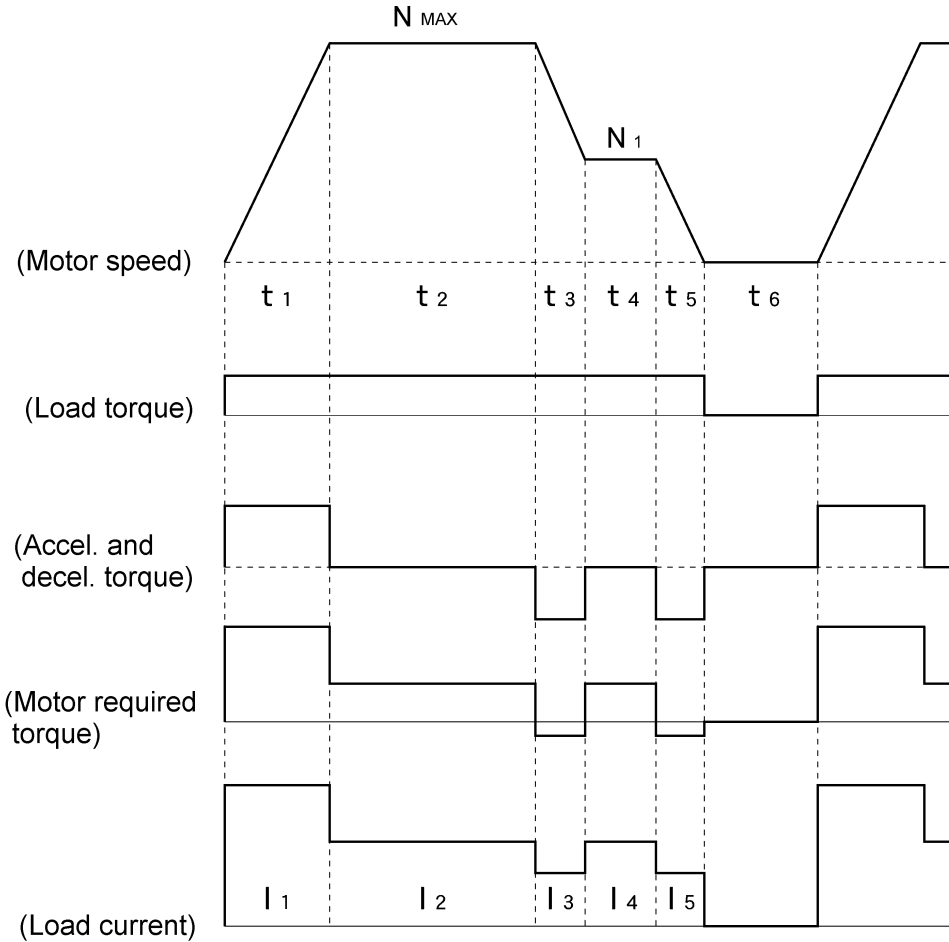 N MAX
N 1
(Motor speed)
t 1 t 2 t 3 t 4 t 5 t 6
(Load torque)
(Accel. and
decel. torque)
(Motor required
torque)
I 1 I 2 I 3 I 4 I 5
(Load current)